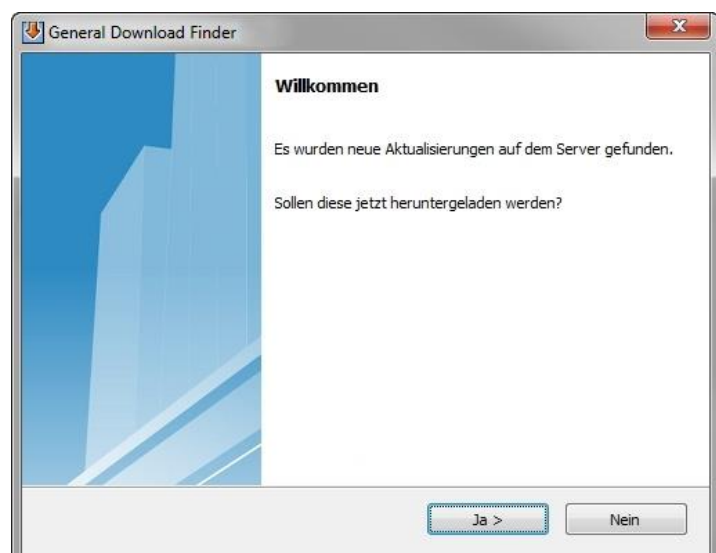 General Download Finder
Willkommen
Es wurden neue Aktualisierungen auf dem Server gefunden.
Sollen diese jetzt heruntergeladen werden?
Ja >
Nein